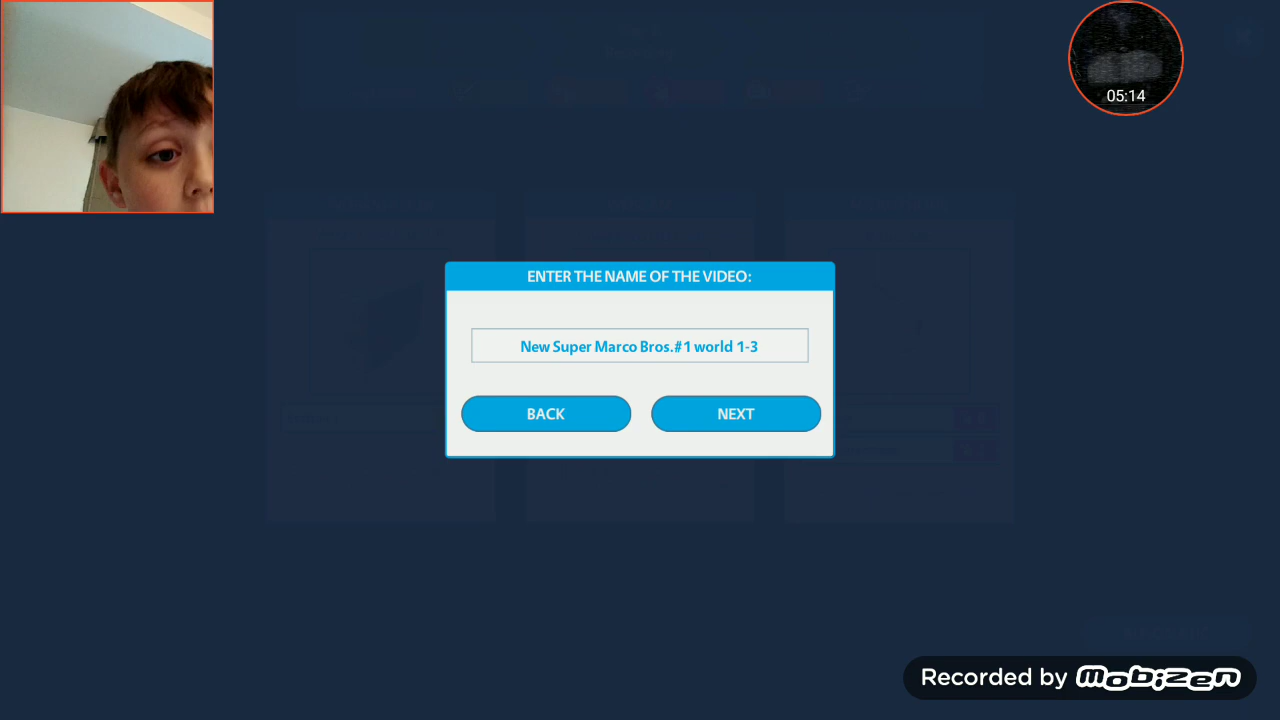 05:14
ENTER THE NAME OF THE VIDEO:
New Super Marco Bros.#1 world 1-3
BACK NEXT
Recorded by mobizen